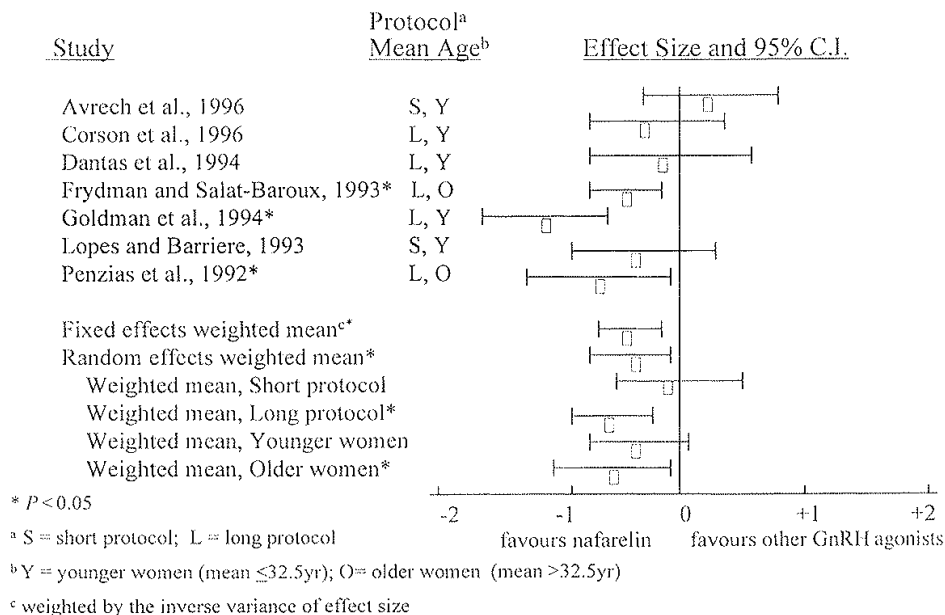 Protocolᵃ
Study Mean Ageᵇ Effect Size and 95% C.I.
Avrech et al., 1996 S, Y
Corson et al., 1996 L, Y
Dantas et al., 1994 L, Y
Frydman and Salat-Baroux, 1993* L, O
Goldman et al., 1994* L, Y
Lopes and Barriere, 1993 S, Y
Penzias et al., 1992* L, O
Fixed effects weighted meanᶜ*
Random effects weighted mean*
Weighted mean, Short protocol
Weighted mean, Long protocol*
Weighted mean, Younger women
Weighted mean, Older women*
* P<0.05
-2 -1 0 +1 +2
ᵃ S = short protocol; L = long protocol favours nafarelin favours other GnRH agonists
ᵇ Y = younger women (mean ≤32.5yr); O= older women (mean >32.5yr)
ᶜ weighted by the inverse variance of effect size